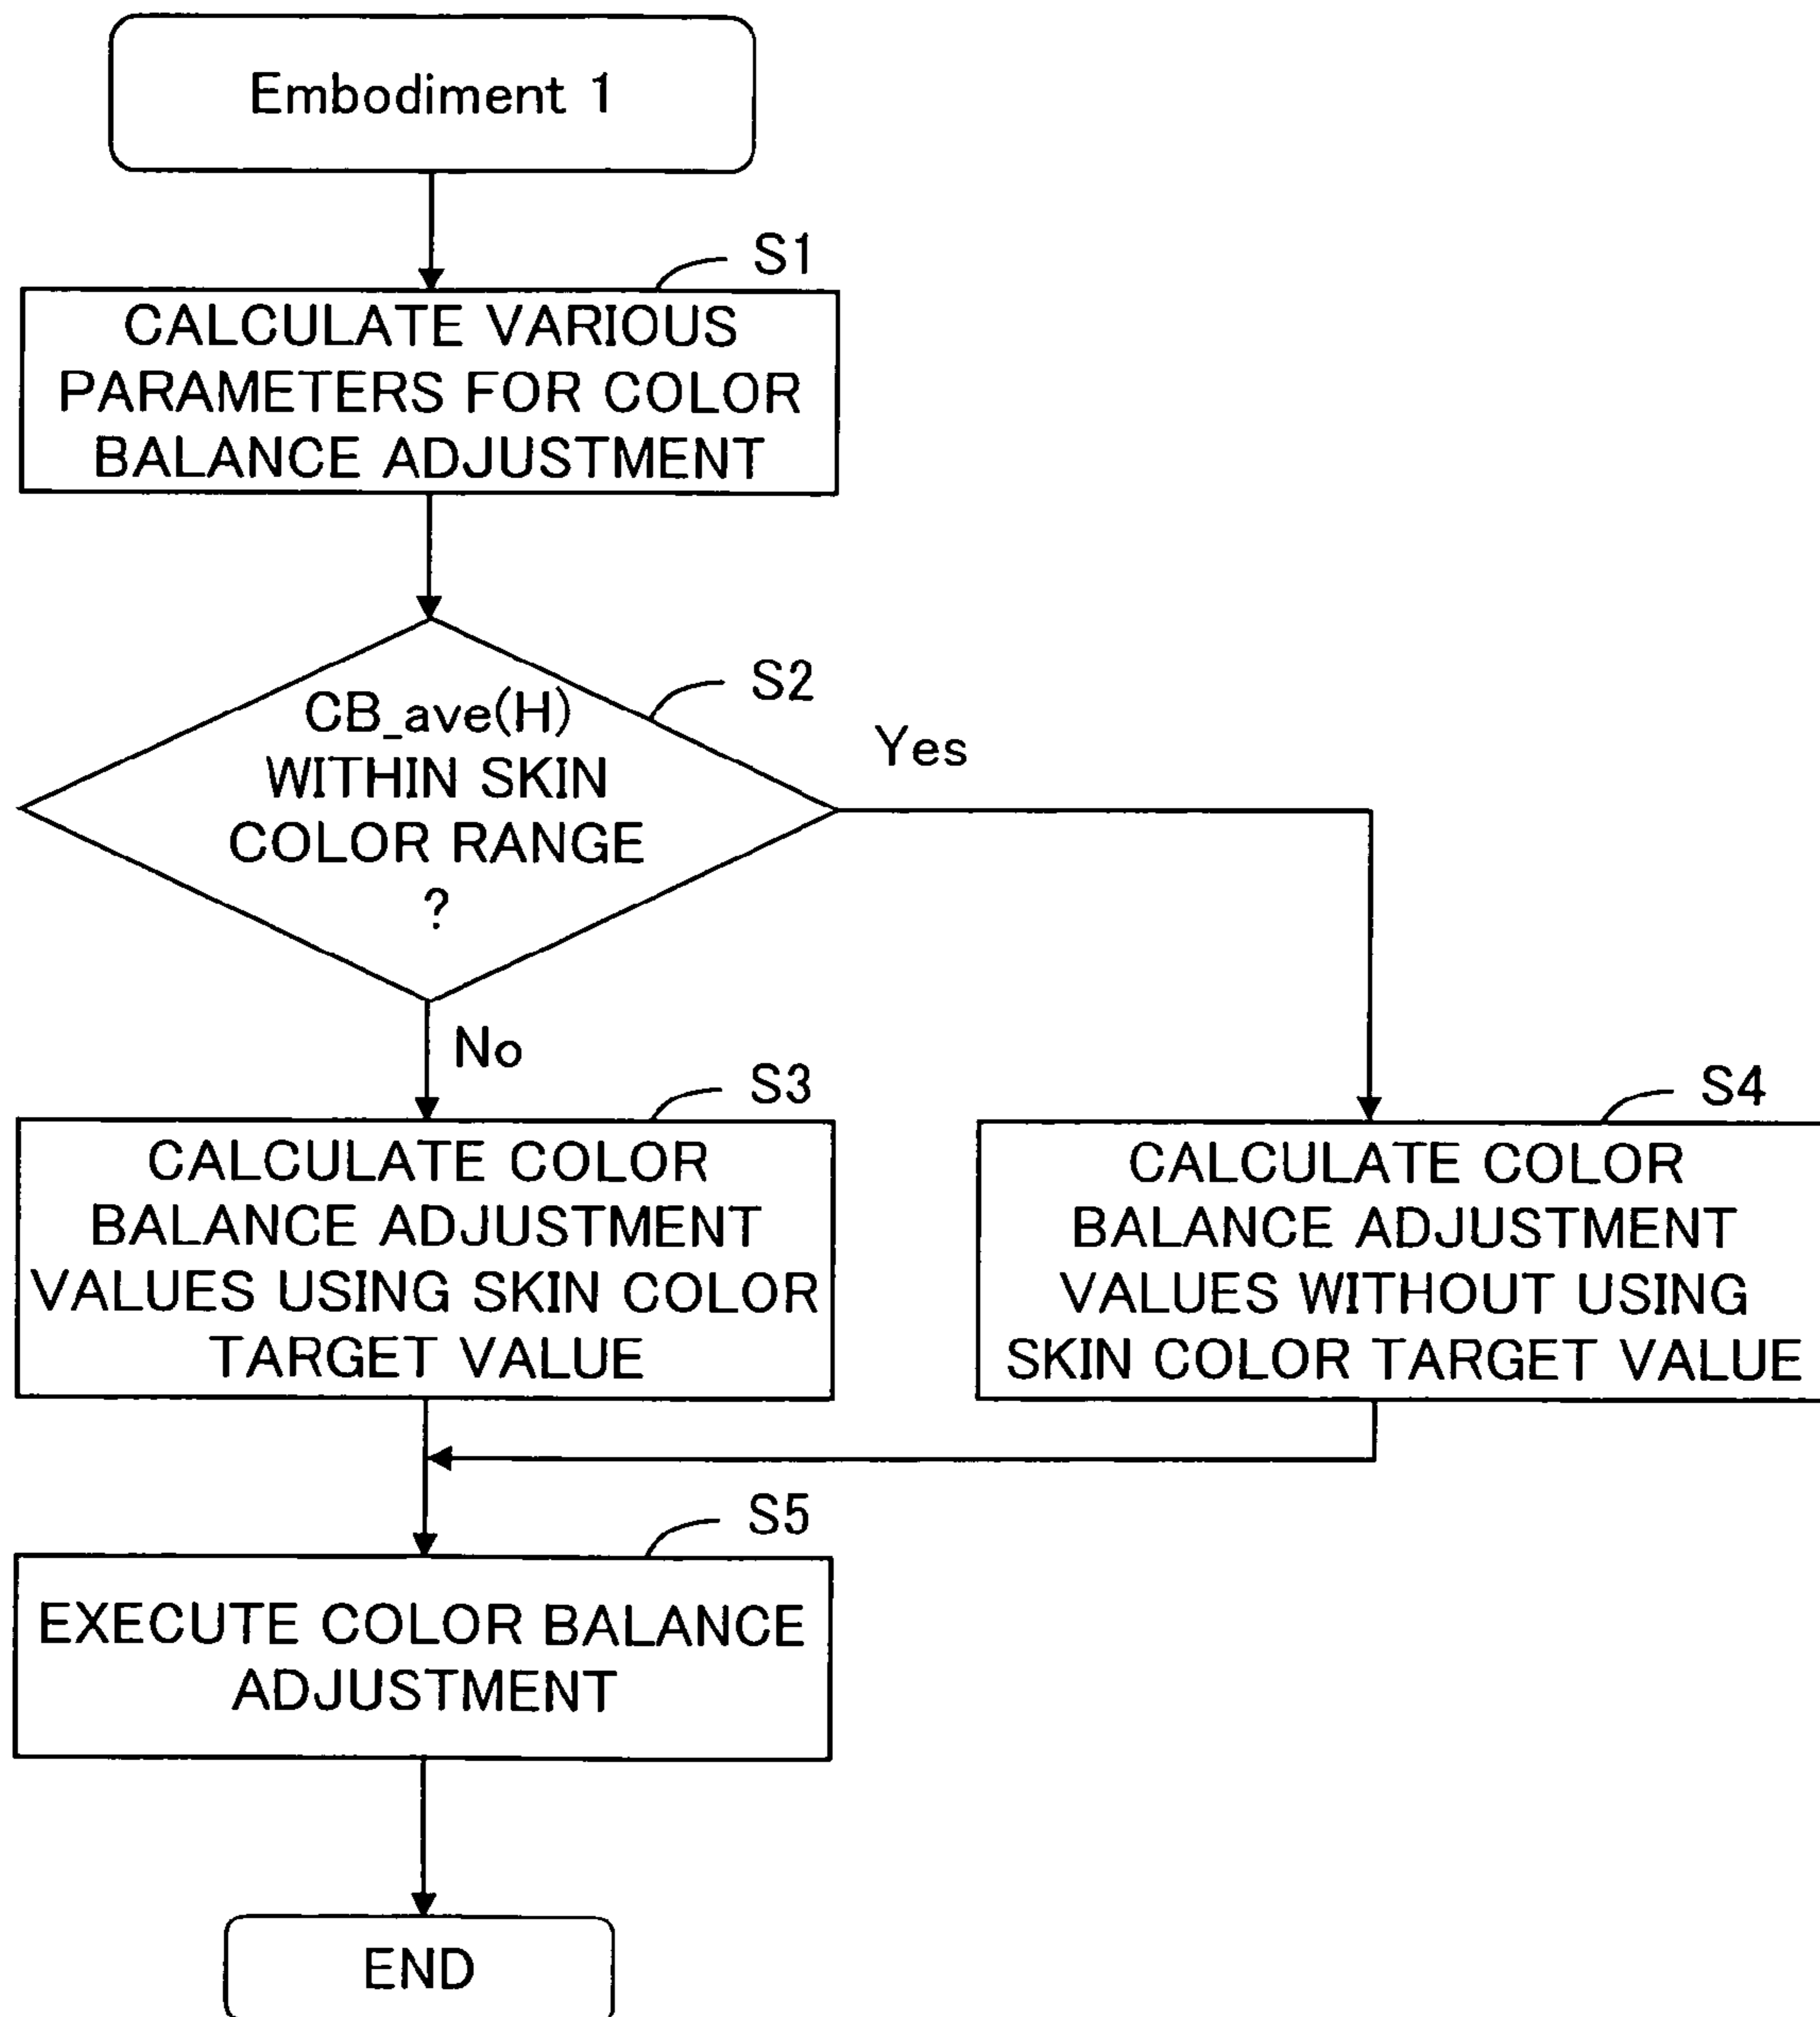 Embodiment 1
S1
CALCULATE VARIOUS
PARAMETERS FOR COLOR
BALANCE ADJUSTMENT
S2
CB_ave(H)
WITHIN SKIN
COLOR RANGE
?
Yes
No
S3
CALCULATE COLOR
BALANCE ADJUSTMENT
VALUES USING SKIN COLOR
TARGET VALUE
S4
CALCULATE COLOR
BALANCE ADJUSTMENT
VALUES WITHOUT USING
SKIN COLOR TARGET VALUE
S5
EXECUTE COLOR BALANCE
ADJUSTMENT
END